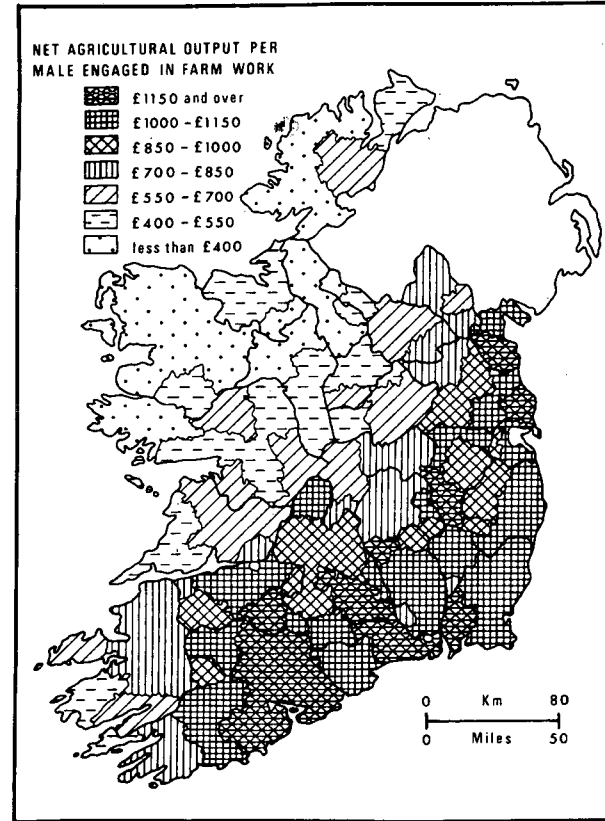 NET AGRICULTURAL OUTPUT PER
MALE ENGAGED IN FARM WORK
£1150 and over
£1000 – £1150
£850 – £1000
£700 – £850
£550 – £700
£400 – £550
less than £400
0 Km 80
0 Miles 50